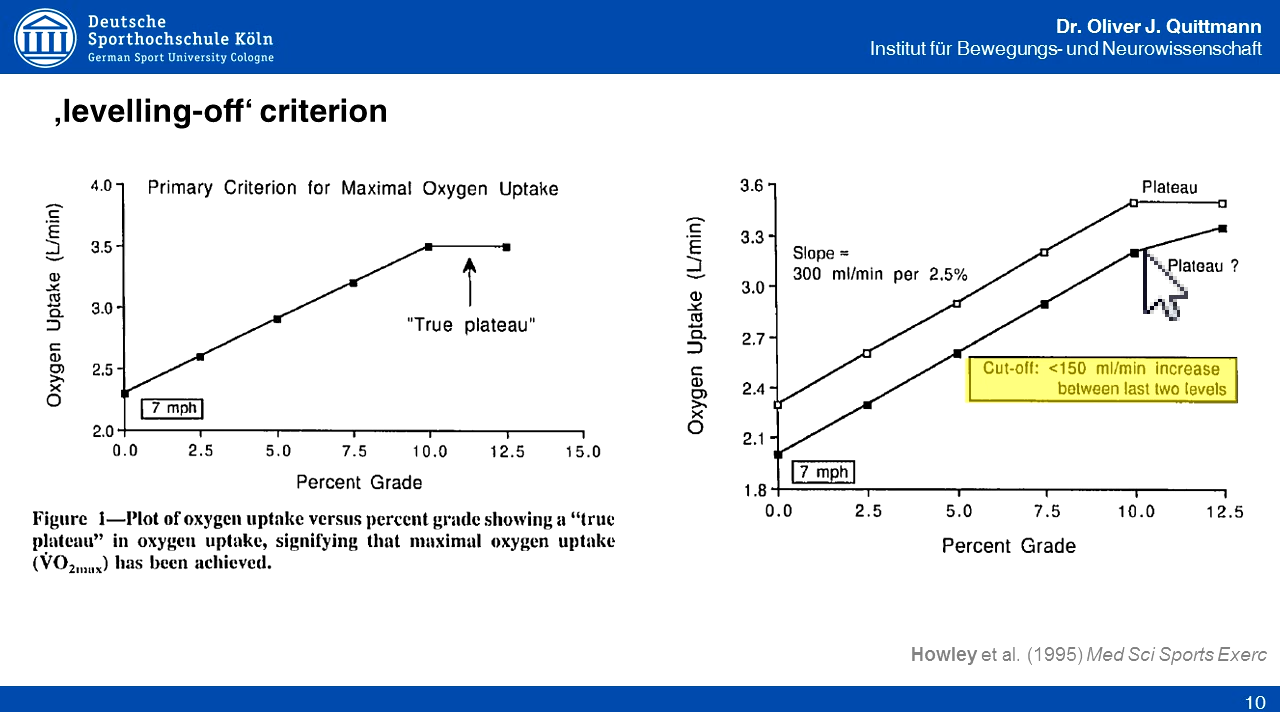 Deutsche
Sporthochschule Köln
German Sport University Cologne
Dr. Oliver J. Quittmann
Institut für Bewegungs- und Neurowissenschaft
‚levelling-off‘ criterion
Primary Criterion for Maximal Oxygen Uptake
Oxygen Uptake (L/min)
4.0
3.5
3.0
2.5
2.0
"True plateau"
7 mph
0.0 2.5 5.0 7.5 10.0 12.5 15.0
Percent Grade
Figure 1—Plot of oxygen uptake versus percent grade showing a “true
plateau” in oxygen uptake, signifying that maximal oxygen uptake
(V̇O2max) has been achieved.
Oxygen Uptake (L/min)
3.6
3.3
3.0
2.7
2.4
2.1
1.8
Plateau
Slope =
300 ml/min per 2.5%
Plateau ?
Cut-off: <150 ml/min increase
between last two levels
7 mph
0.0 2.5 5.0 7.5 10.0 12.5
Percent Grade
Howley et al. (1995) Med Sci Sports Exerc
10